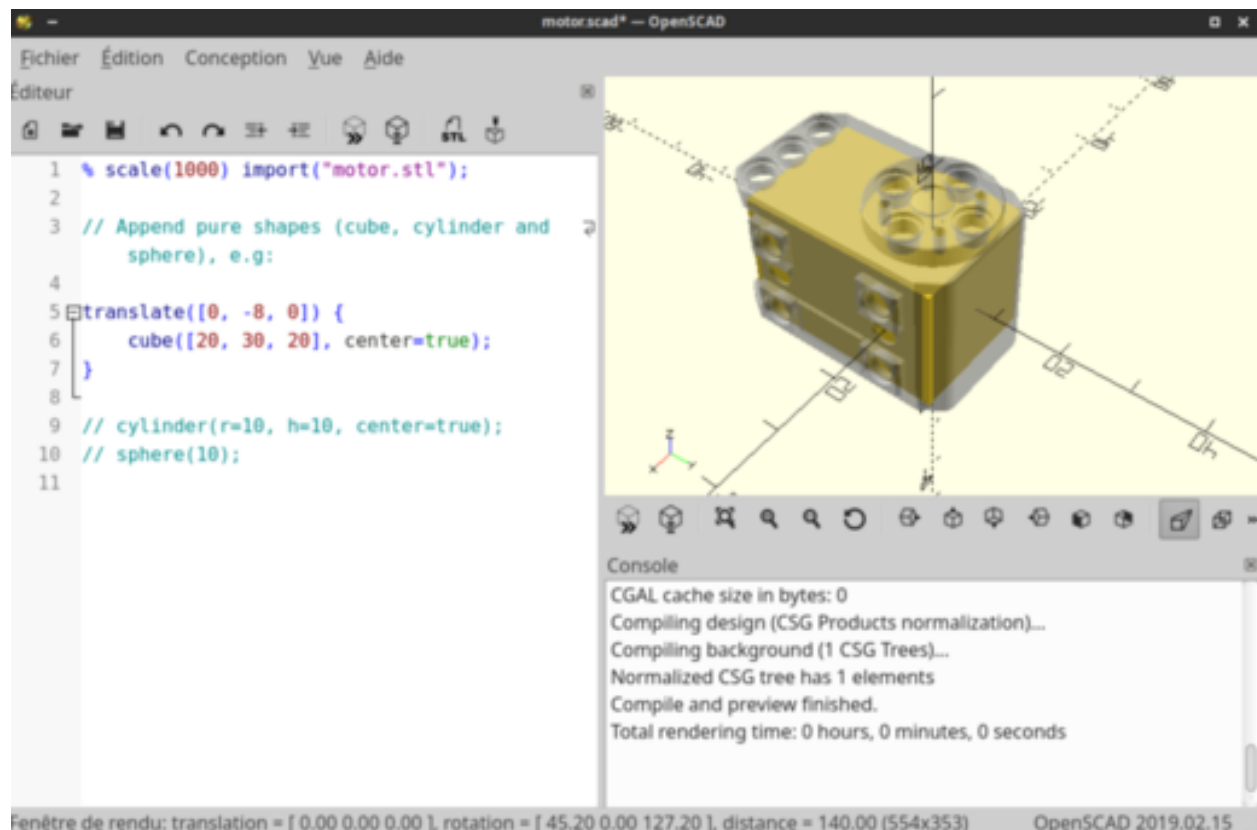 motor.scad* — OpenSCAD
Fichier Édition Conception Vue Aide
Éditeur
STL
1 % scale(1000) import("motor.stl");
2
3 // Append pure shapes (cube, cylinder and
sphere), e.g:
4
5 translate([0, -8, 0]) {
6 cube([20, 30, 20], center=true);
7 }
8
9 // cylinder(r=10, h=10, center=true);
10 // sphere(10);
11
20
20
40
z
x
Console
CGAL cache size in bytes: 0
Compiling design (CSG Products normalization)...
Compiling background (1 CSG Trees)...
Normalized CSG tree has 1 elements
Compile and preview finished.
Total rendering time: 0 hours, 0 minutes, 0 seconds
Fenêtre de rendu: translation = [ 0.00 0.00 0.00 ], rotation = [ 45.20 0.00 127.20 ], distance = 140.00 (554x353)
OpenSCAD 2019.02.15